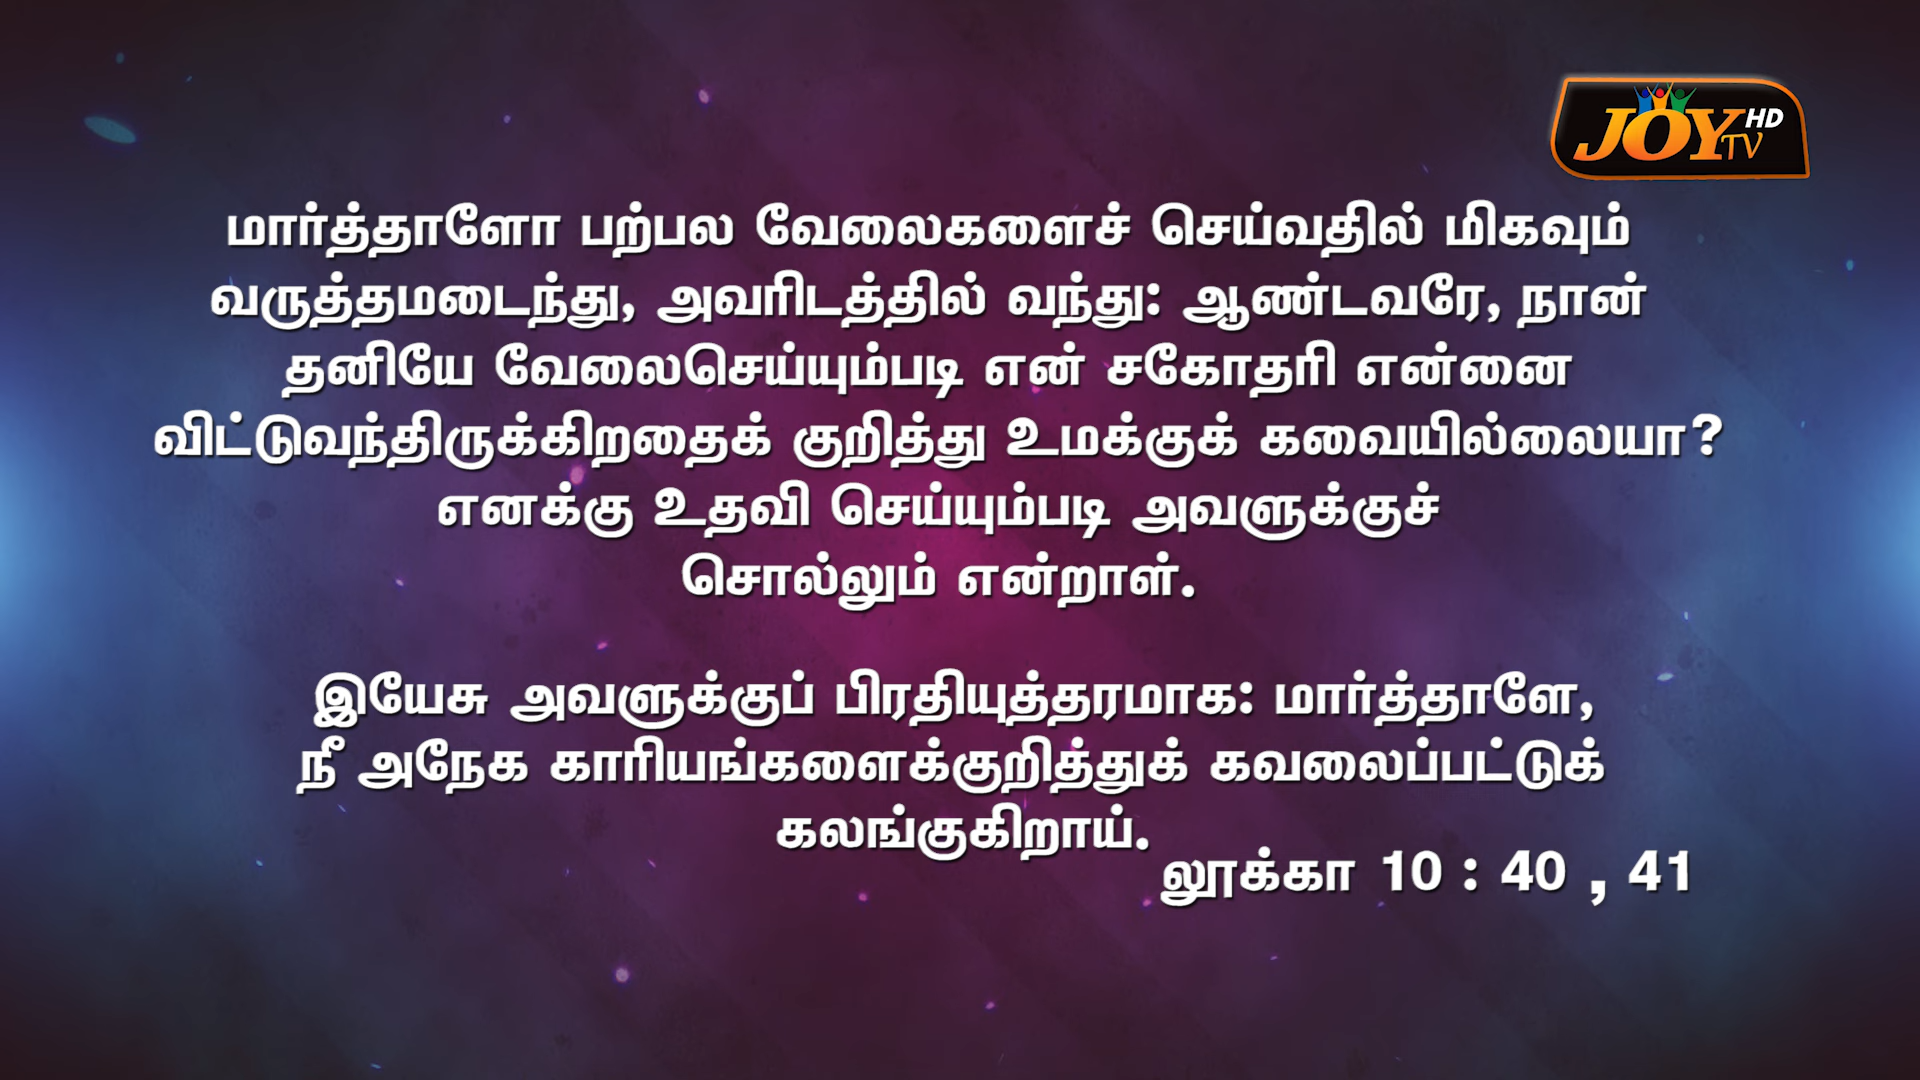 JOY HD
TV
மார்த்தாளோ பற்பல வேலைகளைச் செய்வதில் மிகவும்
வருத்தமடைந்து, அவரிடத்தில் வந்து: ஆண்டவரே, நான்
தனியே வேலைசெய்யும்படி என் சகோதரி என்னை
விட்டுவந்திருக்கிறதைக் குறித்து உமக்குக் கவையில்லையா?
எனக்கு உதவி செய்யும்படி அவளுக்குச்
சொல்லும் என்றாள்.
இயேசு அவளுக்குப் பிரதியுத்தரமாக: மார்த்தாளே,
நீ அநேக காரியங்களைக்குறித்துக் கவலைப்பட்டுக்
கலங்குகிறாய்.
லூக்கா 10 : 40 , 41